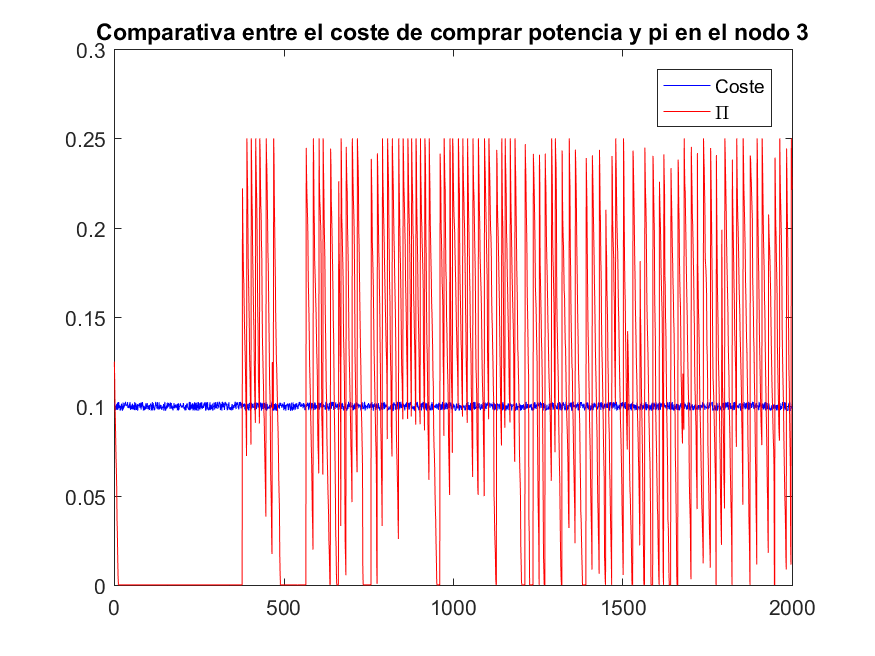 Comparativa entre el coste de comprar potencia y pi en el nodo 3
0.3
Coste
Π
0.25
0.2
0.15
0.1
0.05
0
0 500 1000 1500 2000